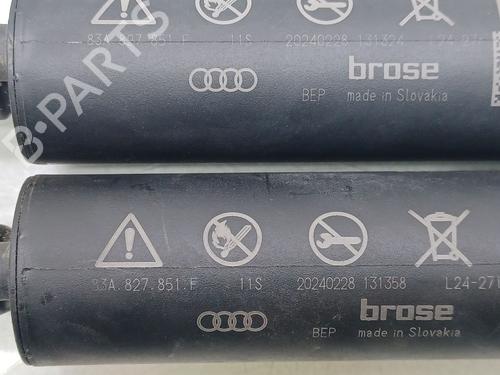 83A.827.851.F 11S 20240228 131324
brose
BEP made in Slovakia
B-PARTS
83A.827.851.F 11S 20240228 131358 L24-271
brose
BEP made in Slovakia